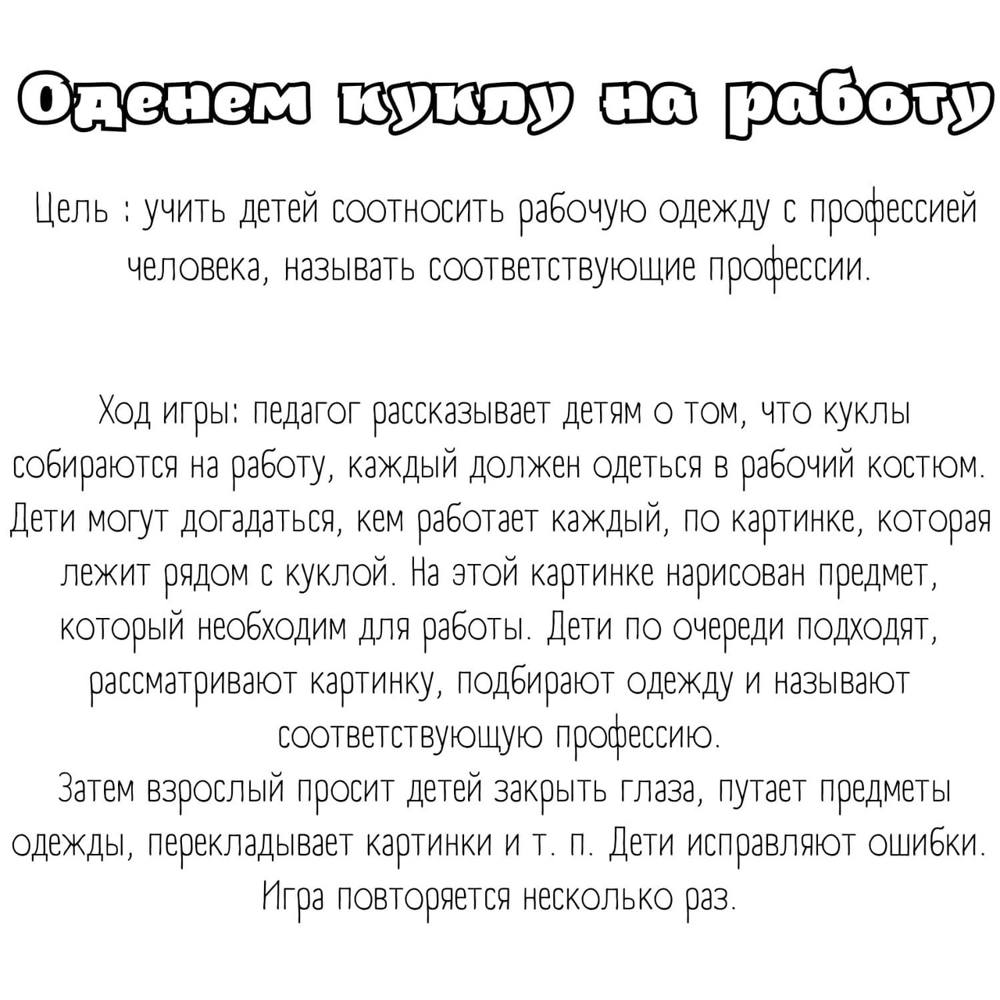 Оденем куклу на работу
Цель : учить детей соотносить рабочую одежду с профессией
человека, называть соответствующие профессии.
Ход игры: педагог рассказывает детям о том, что куклы
собираются на работу, каждый должен одеться в рабочий костюм.
Дети могут догадаться, кем работает каждый, по картинке, которая
лежит рядом с куклой. На этой картинке нарисован предмет,
который необходим для работы. Дети по очереди подходят,
рассматривают картинку, подбирают одежду и называют
соответствующую профессию.
Затем взрослый просит детей закрыть глаза, путает предметы
одежды, перекладывает картинки и т. п. Дети исправляют ошибки.
Игра повторяется несколько раз.